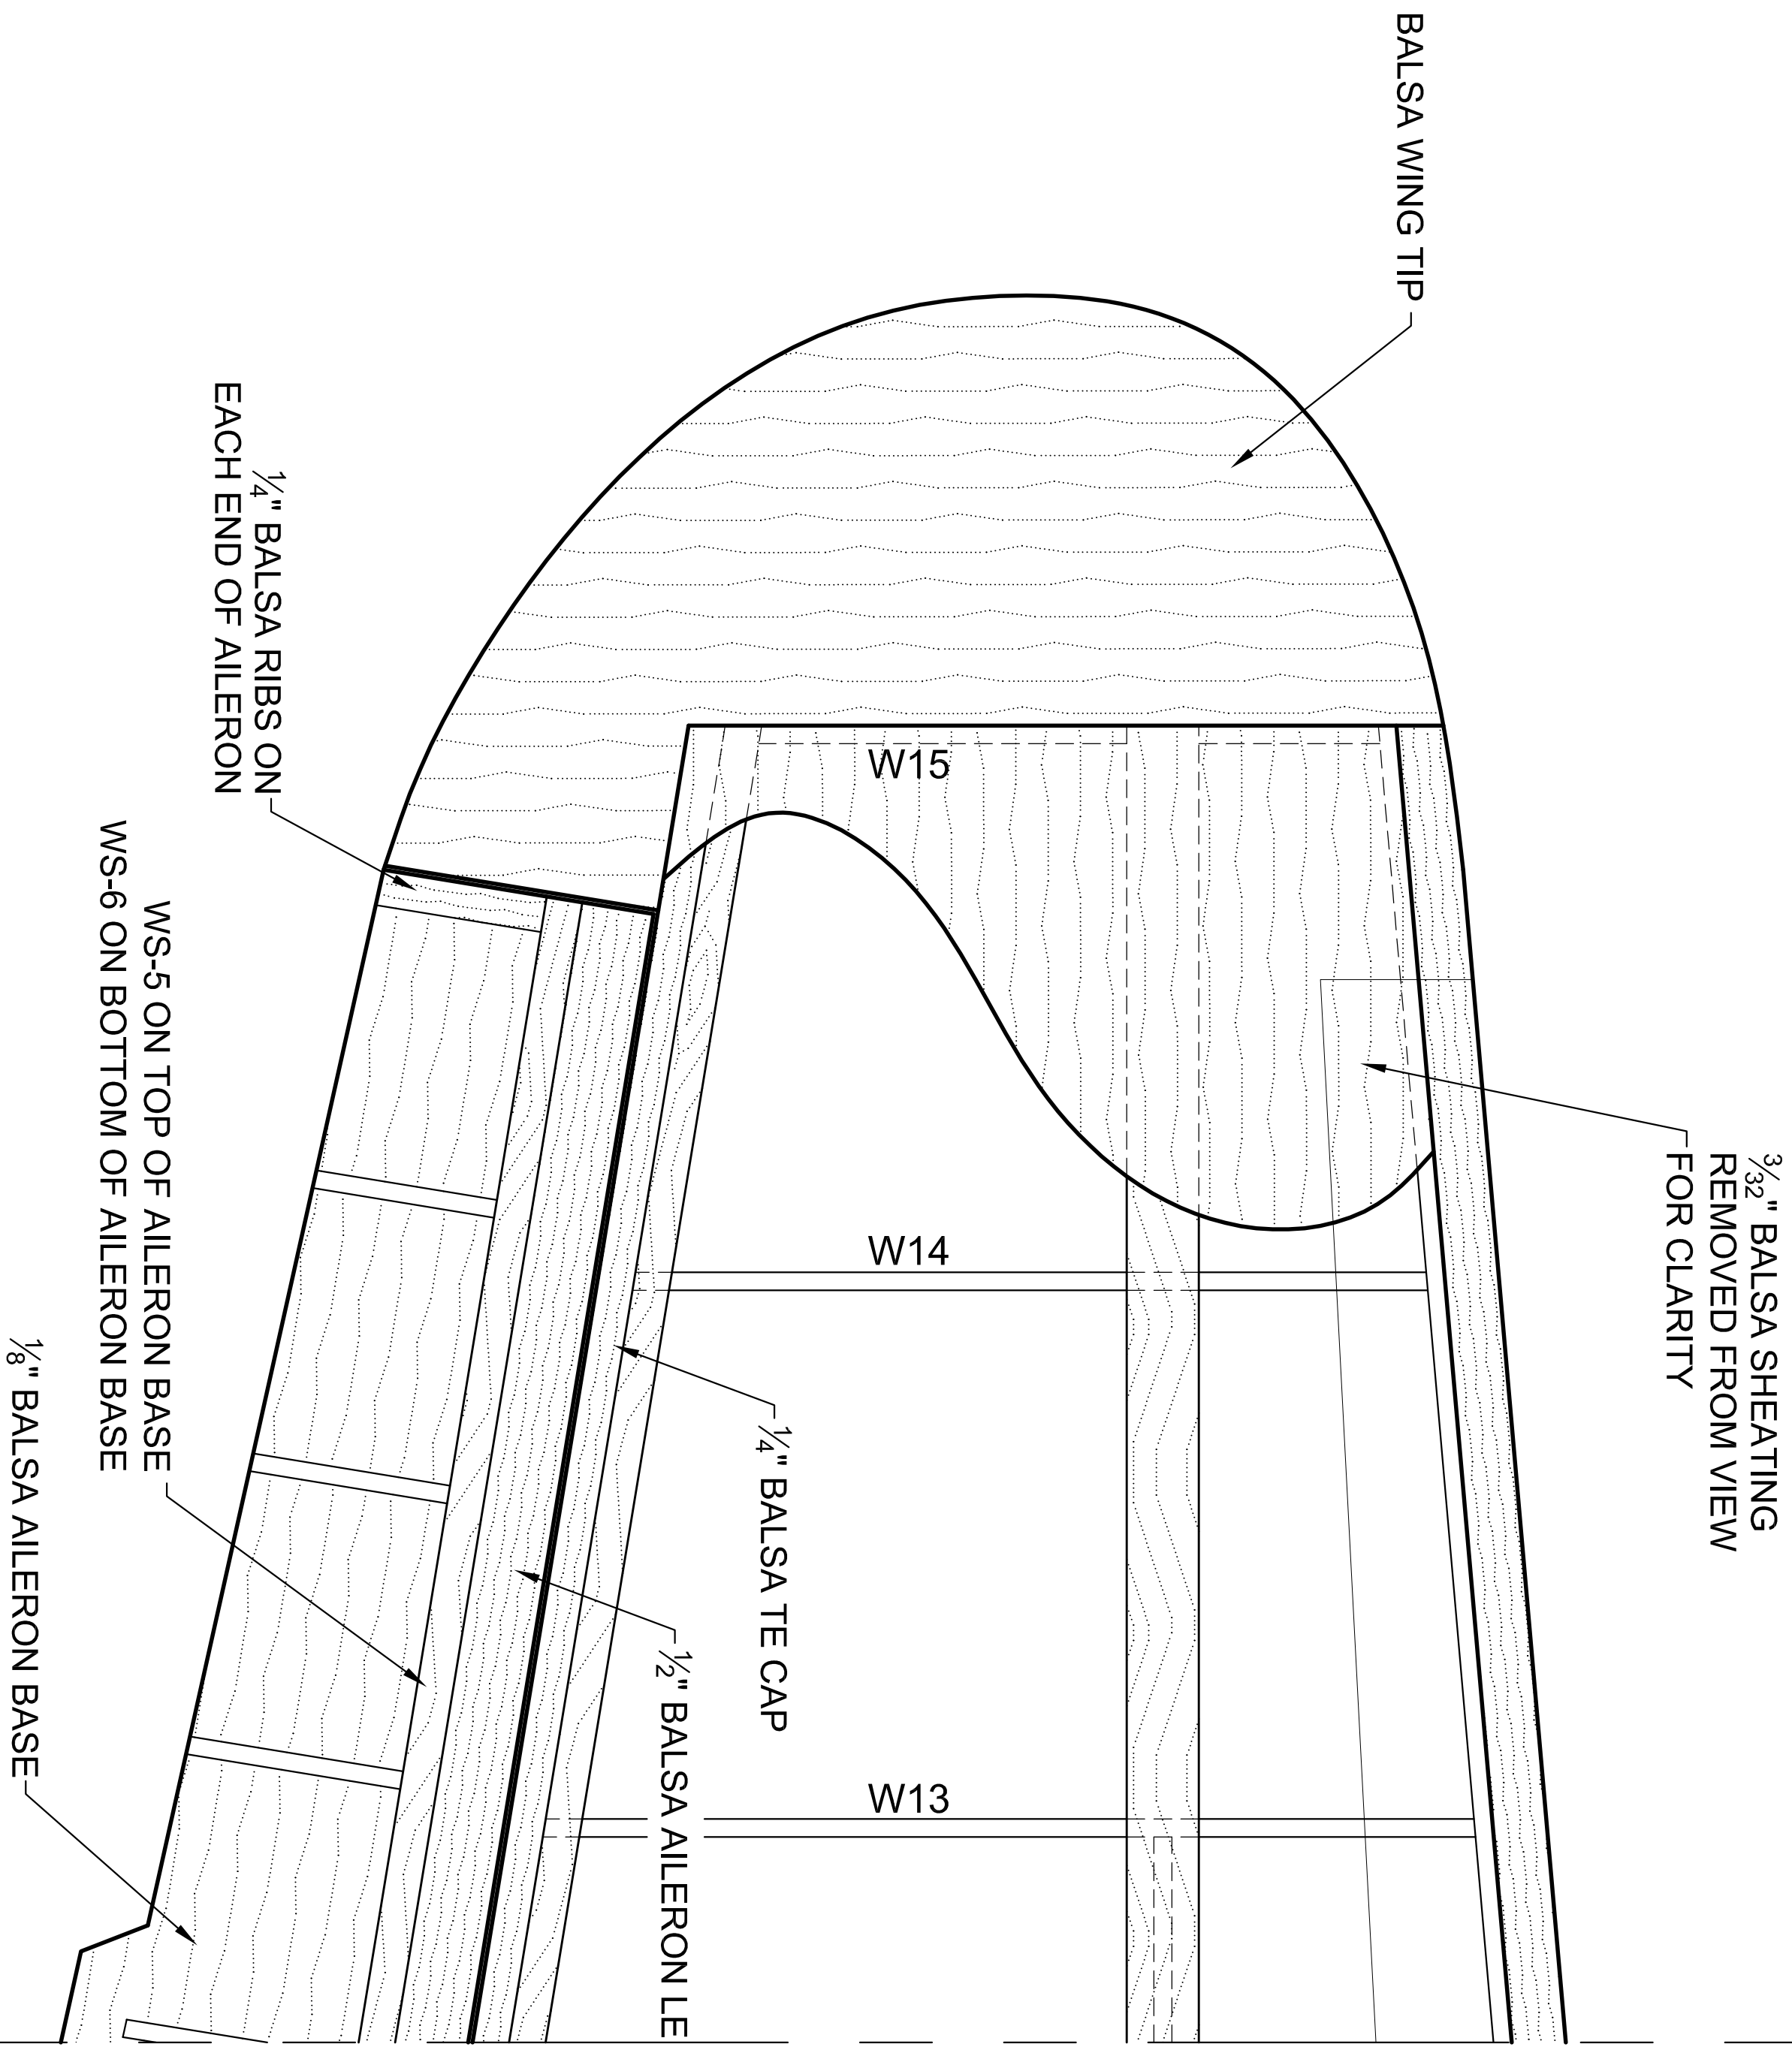 BALSA WING TIP
3/32" BALSA SHEATING
REMOVED FROM VIEW
FOR CLARITY
W15
W14
W13
1/4" BALSA TE CAP
1/2" BALSA AILERON LE
1/4" BALSA RIBS ON
EACH END OF AILERON
WS-5 ON TOP OF AILERON BASE
WS-6 ON BOTTOM OF AILERON BASE
1/8" BALSA AILERON BASE